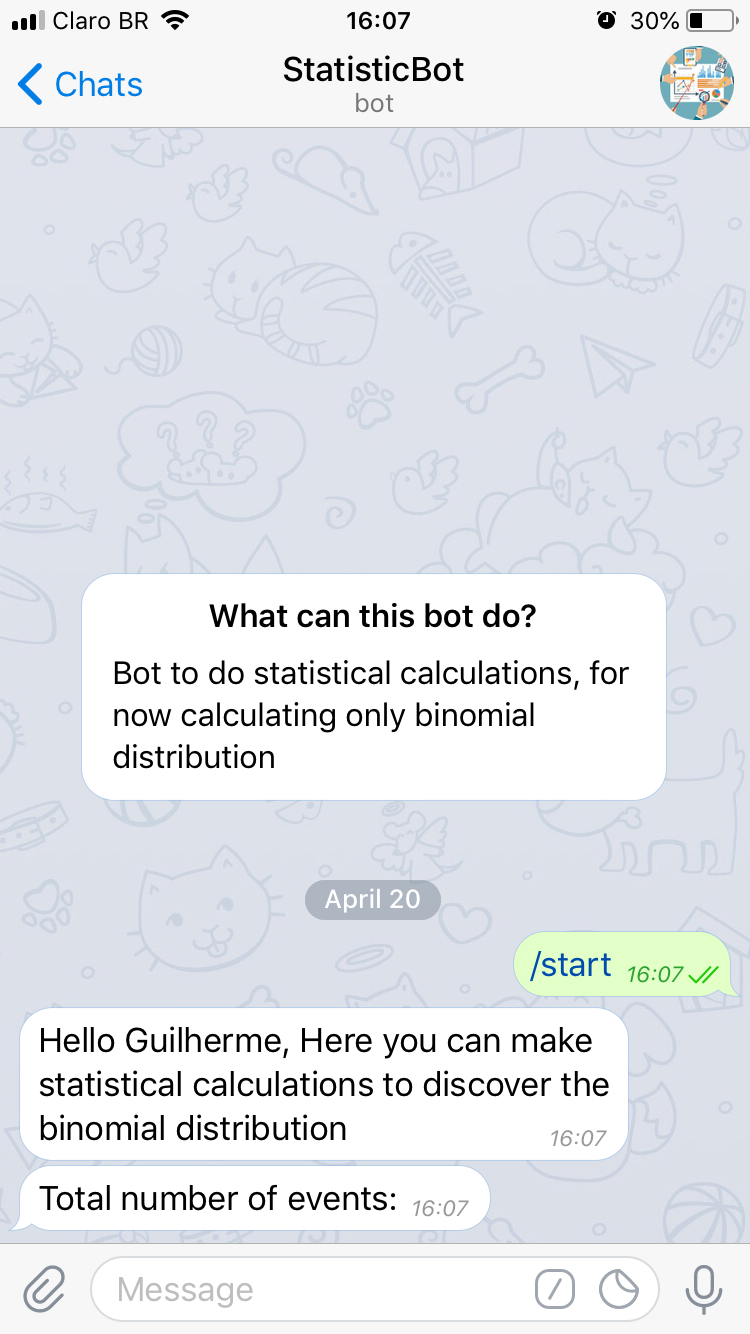 Claro BR 16:07 30%
Chats StatisticBot
bot
What can this bot do?
Bot to do statistical calculations, for
now calculating only binomial
distribution
April 20
/start 16:07
Hello Guilherme, Here you can make
statistical calculations to discover the
binomial distribution 16:07
Total number of events: 16:07
Message